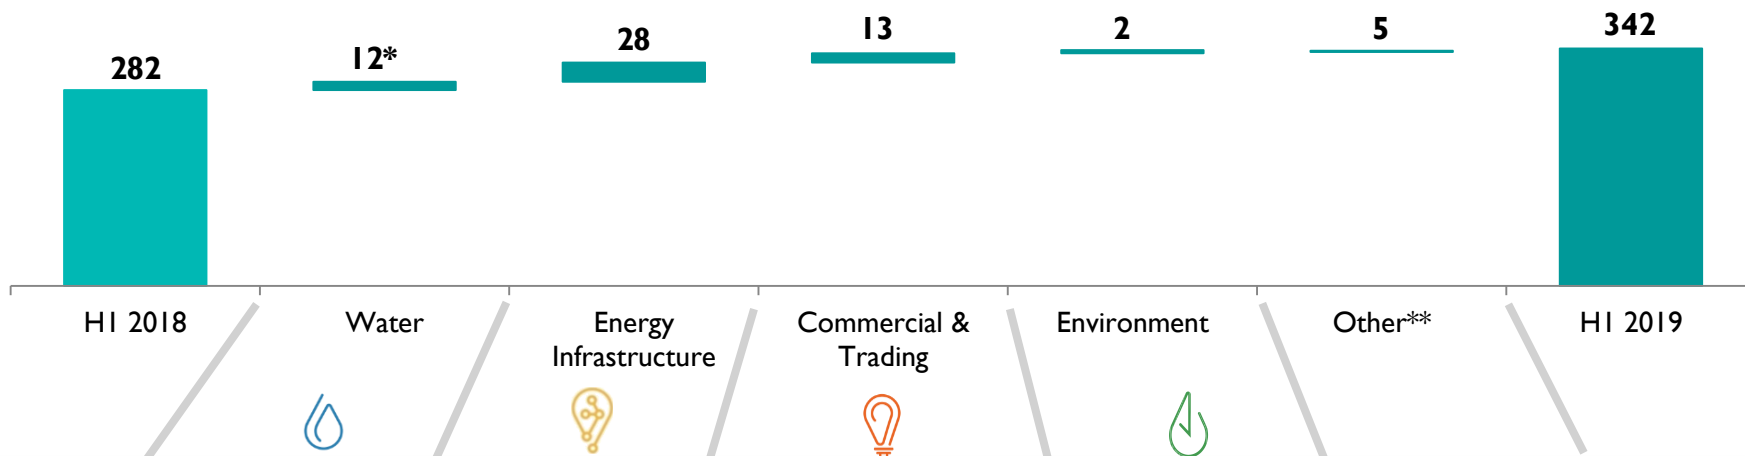 282
12*
28
13
2
5
342
H1 2018
Water
Energy
Infrastructure
Commercial &
Trading
Environment
Other**
H1 2019